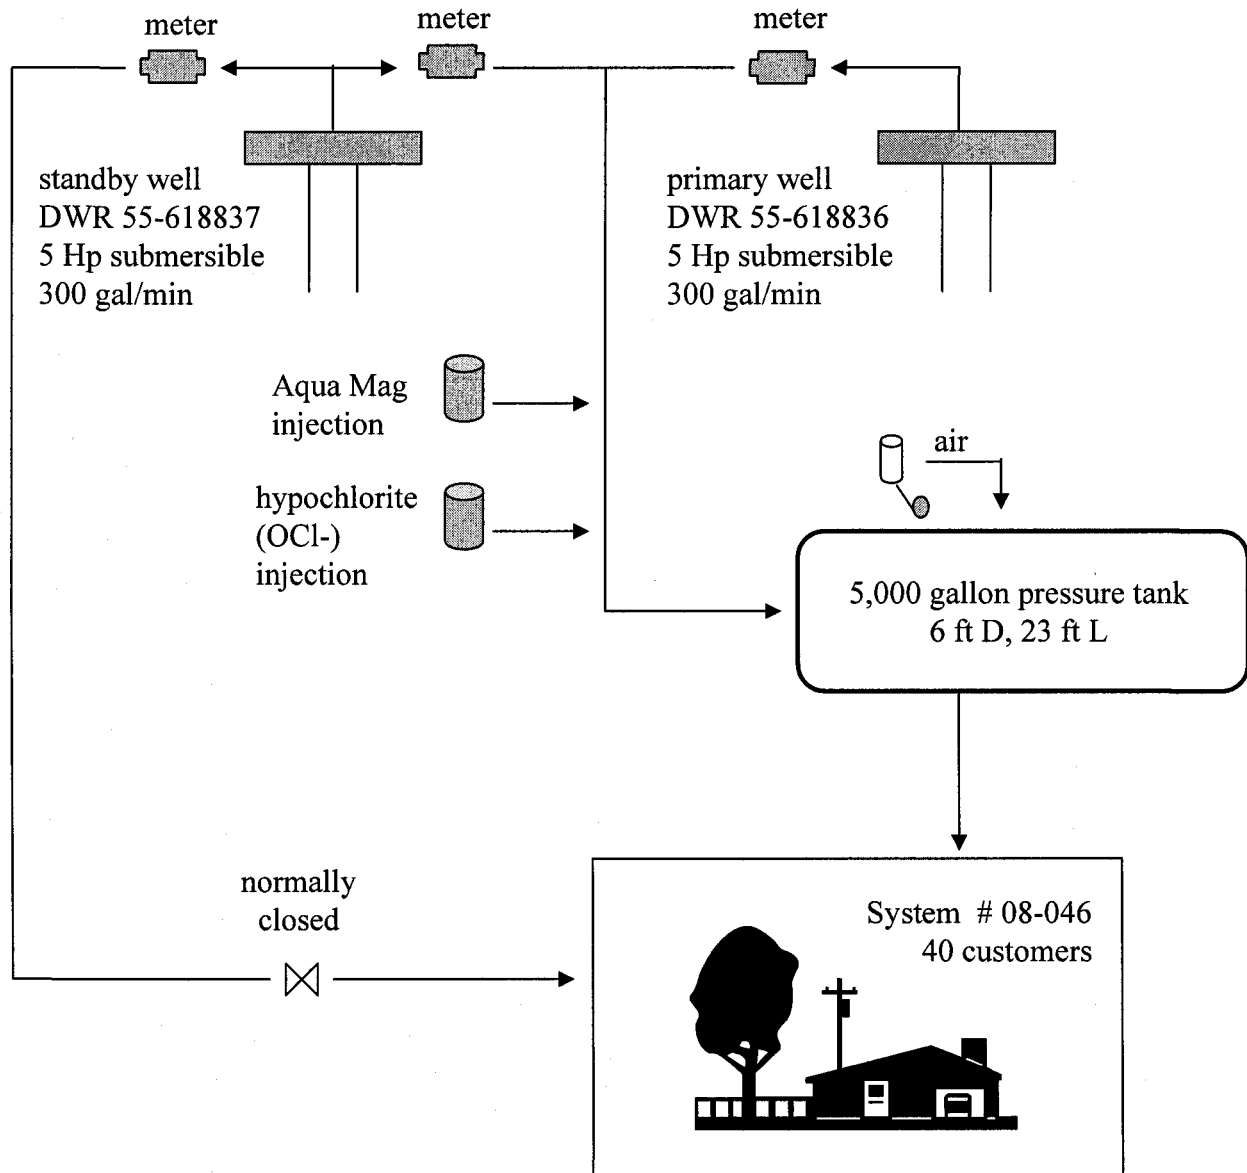 meter
meter
meter
standby well
DWR 55-618837
5 Hp submersible
300 gal/min
primary well
DWR 55-618836
5 Hp submersible
300 gal/min
Aqua Mag
injection
hypochlorite
(OCl-)
injection
air
5,000 gallon pressure tank
6 ft D, 23 ft L
normally
closed
System # 08-046
40 customers